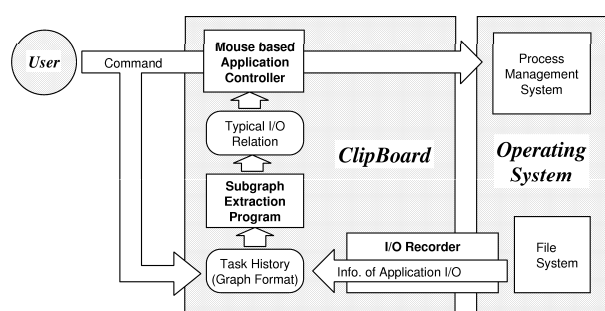 User
Command
Mouse based
Application
Controller
Process
Management
System
Typical I/O
Relation
ClipBoard
Operating
System
Subgraph
Extraction
Program
I/O Recorder
Task History
(Graph Format)
Info. of Application I/O
File
System